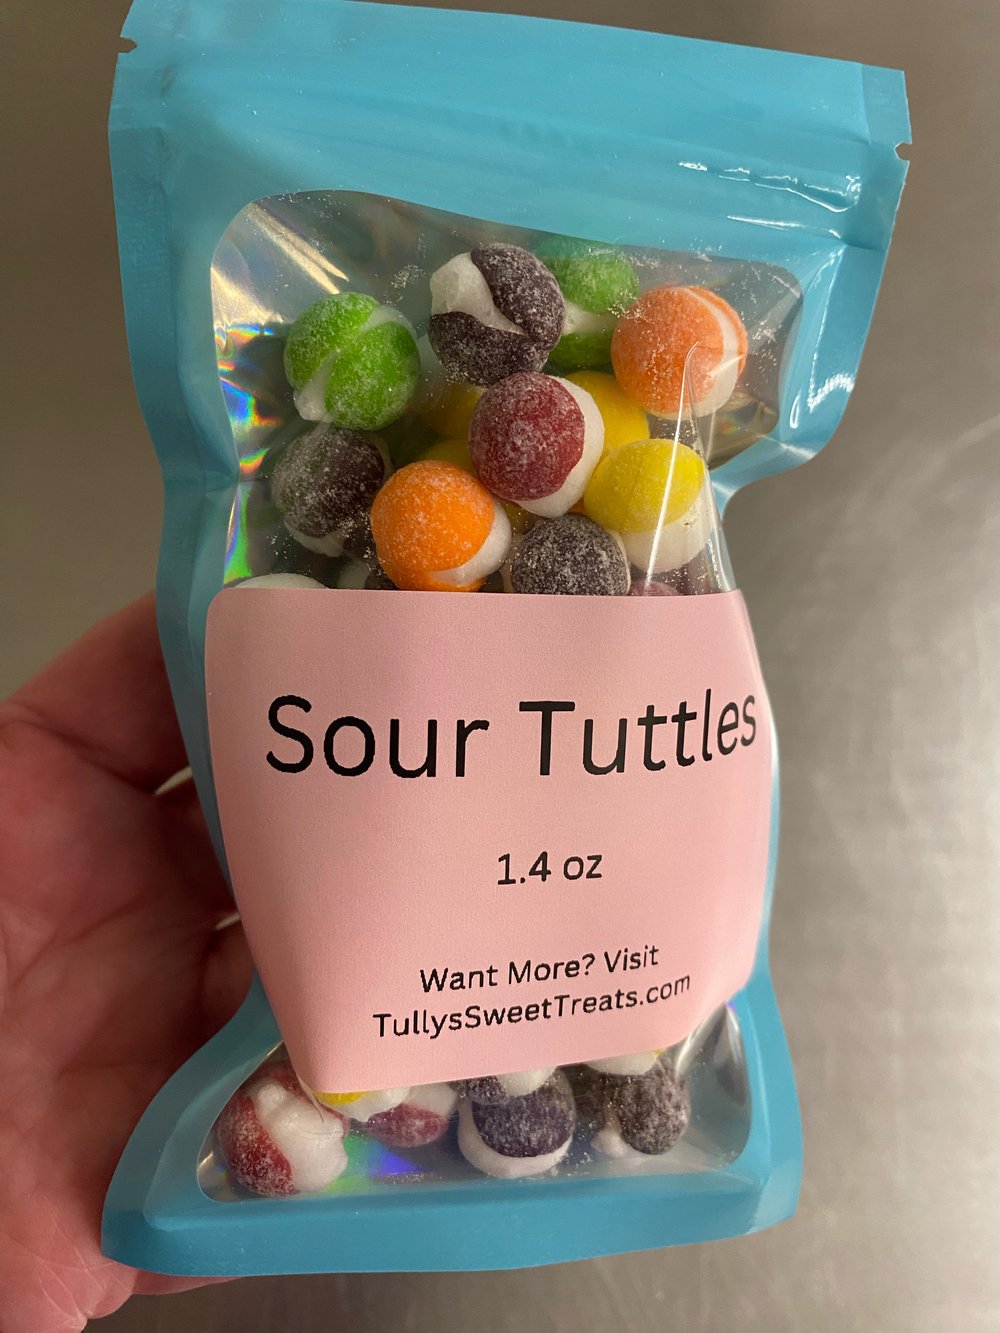 Sour Tuttles
1.4 oz
Want More? Visit
TullysSweetTreats.com